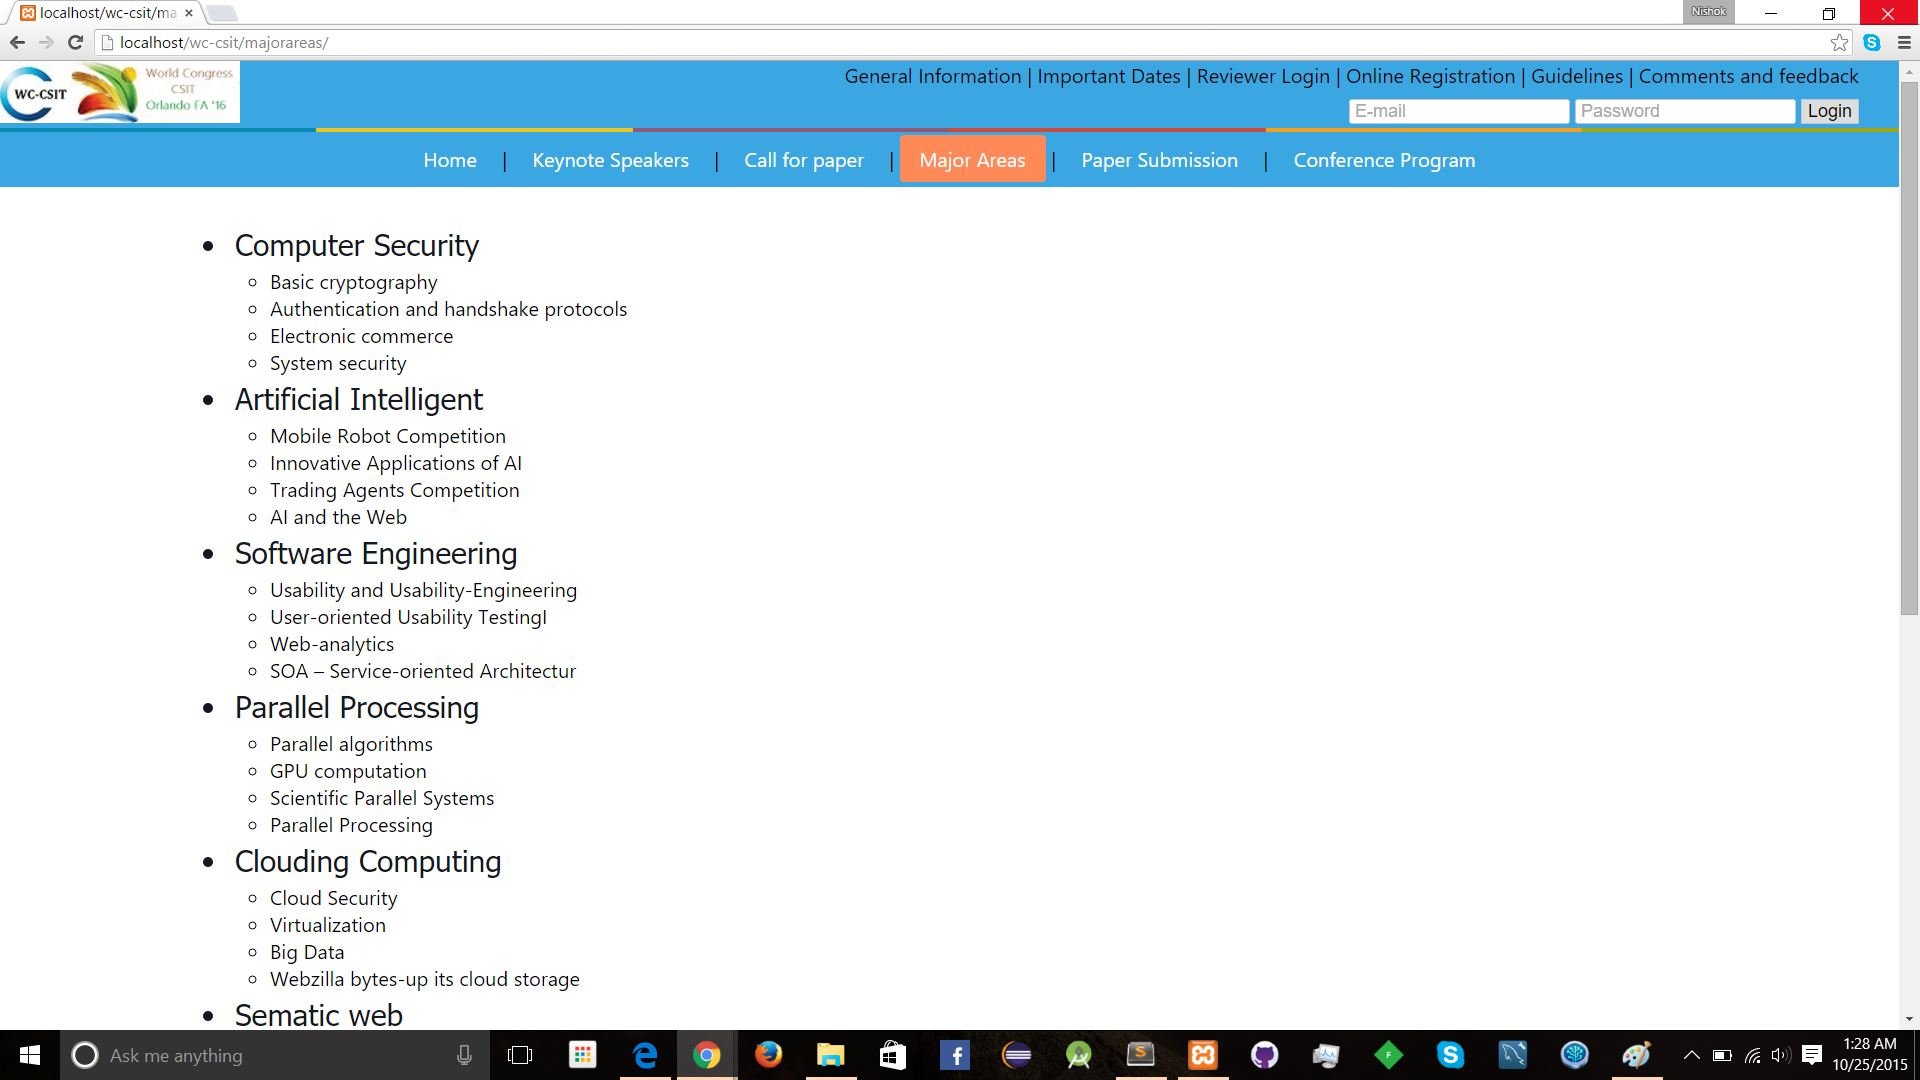 localhost/wc-csit/ma
Nishok
localhost/wc-csit/majorareas/
WC-CSIT
World Congress
CSIT
Orlando FA '16
General Information | Important Dates | Reviewer Login | Online Registration | Guidelines | Comments and feedback
E-mail Password Login
Home | Keynote Speakers | Call for paper | Major Areas | Paper Submission | Conference Program
Computer Security
Basic cryptography
Authentication and handshake protocols
Electronic commerce
System security
Artificial Intelligent
Mobile Robot Competition
Innovative Applications of AI
Trading Agents Competition
AI and the Web
Software Engineering
Usability and Usability-Engineering
User-oriented Usability TestingI
Web-analytics
SOA – Service-oriented Architectur
Parallel Processing
Parallel algorithms
GPU computation
Scientific Parallel Systems
Parallel Processing
Clouding Computing
Cloud Security
Virtualization
Big Data
Webzilla bytes-up its cloud storage
Sematic web
Ask me anything
1:28 AM
10/25/2015